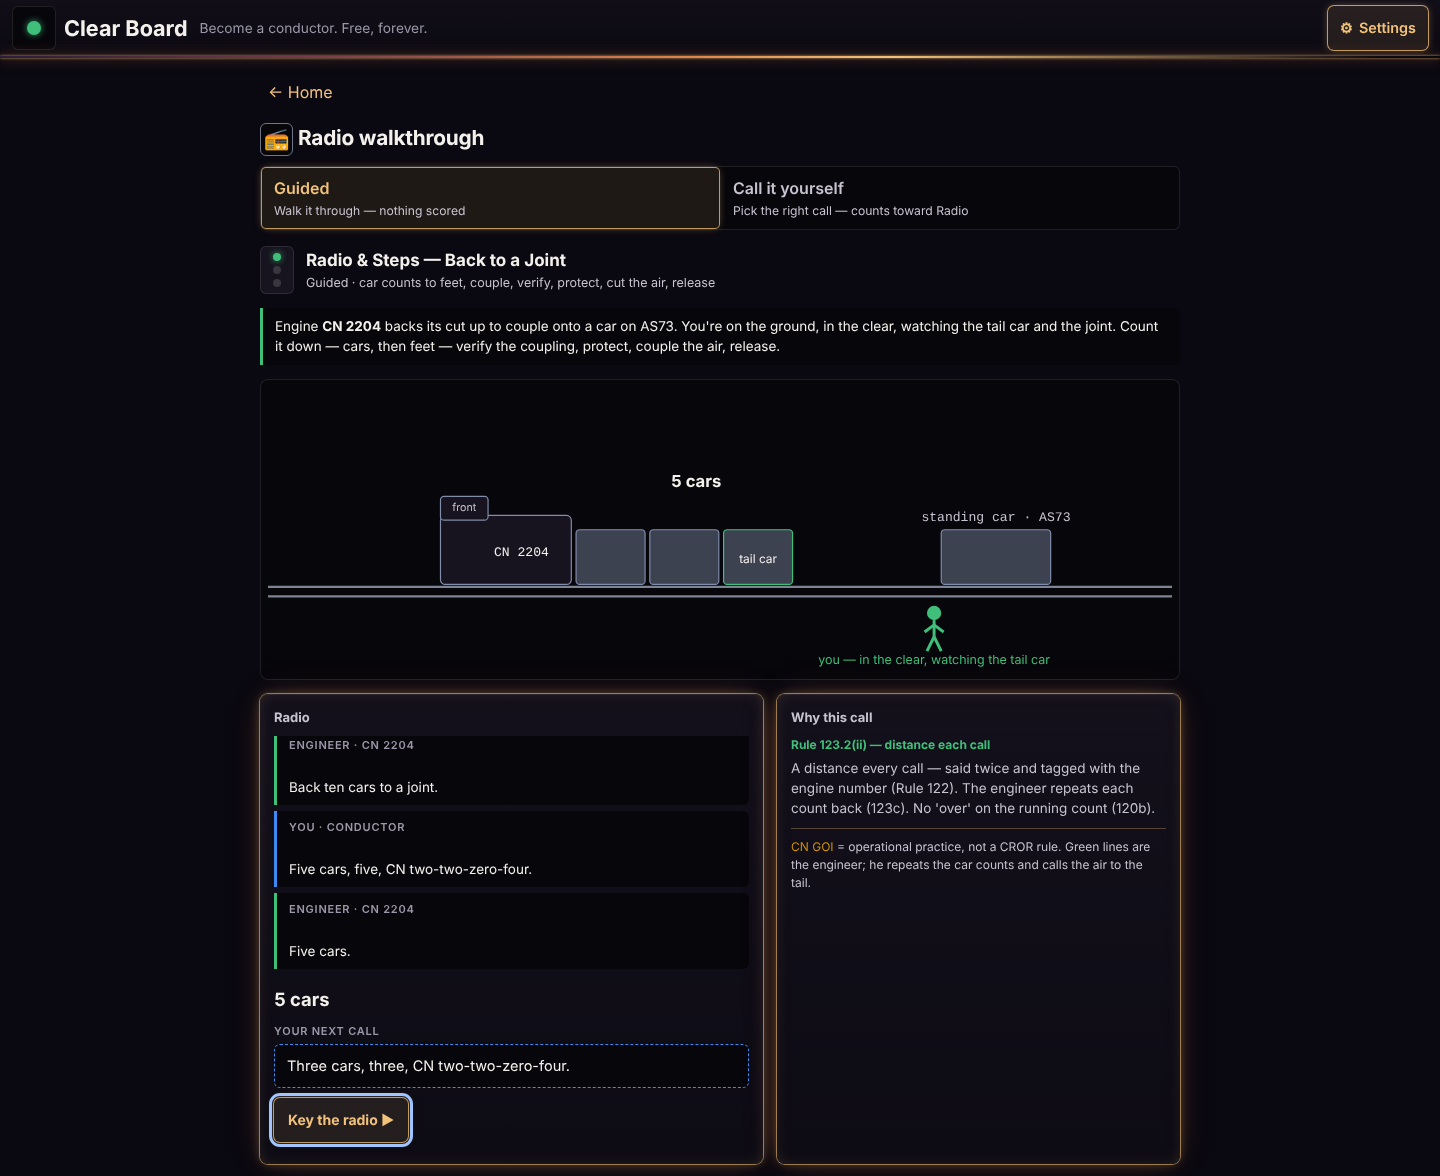 Clear Board
Become a conductor. Free, forever.
⚙ Settings
← Home
Radio walkthrough
Guided
Walk it through — nothing scored
Call it yourself
Pick the right call — counts toward Radio
Radio & Steps — Back to a Joint
Guided · car counts to feet, couple, verify, protect, cut the air, release
Engine CN 2204 backs its cut up to couple onto a car on AS73. You're on the ground, in the clear, watching the tail car and the joint. Count
it down — cars, then feet — verify the coupling, protect, couple the air, release.
5 cars
front
CN 2204
tail car
standing car · AS73
you — in the clear, watching the tail car
Radio
ENGINEER · CN 2204
Back ten cars to a joint.
YOU · CONDUCTOR
Five cars, five, CN two-two-zero-four.
ENGINEER · CN 2204
Five cars.
5 cars
YOUR NEXT CALL
Three cars, three, CN two-two-zero-four.
Key the radio ▶
Why this call
Rule 123.2(ii) — distance each call
A distance every call — said twice and tagged with the
engine number (Rule 122). The engineer repeats each
count back (123c). No 'over' on the running count (120b).
CN GOI = operational practice, not a CROR rule. Green lines are
the engineer; he repeats the car counts and calls the air to the
tail.